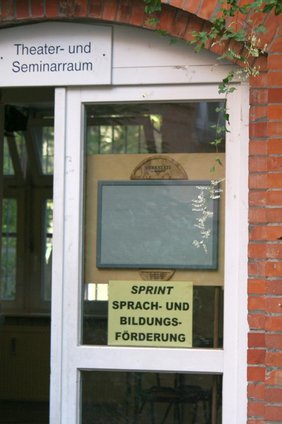 Theater- und
Seminarraum
SPRINT
SPRACH- UND
BILDUNGS-
FÖRDERUNG